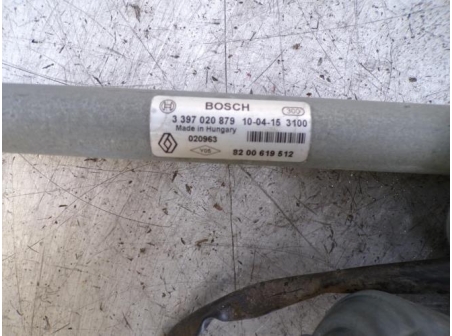 BOSCH
3 397 020 879 10-04-15 3100
Made in Hungary
020963
82 00 619 512